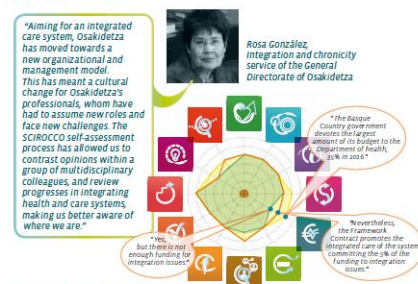 "Aiming for an integrated
care system, Osakidetza
has moved towards a
new organizational and
management model.
This has meant a cultural
change for Osakidetza's
professionals, whom have
had to assume new roles and
face new challenges. The
SCIROCCO self-assessment
process has allowed us to
contrast opinions within a
group of multidisciplinary
colleagues, and review
progresses in integrating
health and care systems,
making us better aware of
where we are."
Rosa González,
Integration and chronicity
service of the General
Directorate of Osakidetza
"The Basque
Country government
devotes the largest
amount of its budget to the
Department of health,
35% in 2016."
"Yes,
but there is not
enough funding for
integration issues."
"Nevertheless,
the Framework
Contract promotes the
integrated care of the system
committing the 5% of the
funding to integration
issues."